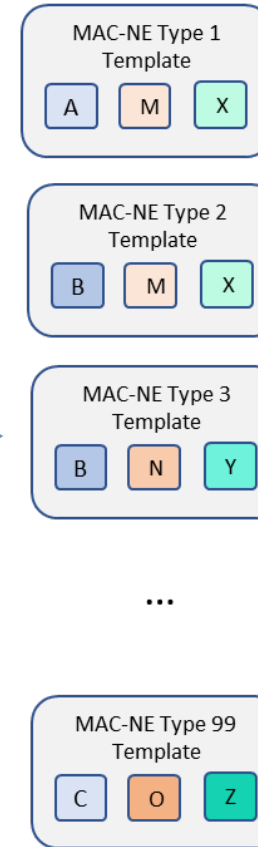 MAC-NE Type 1
Template
A M X
MAC-NE Type 2
Template
B M X
MAC-NE Type 3
Template
B N Y
...
MAC-NE Type 99
Template
C O Z